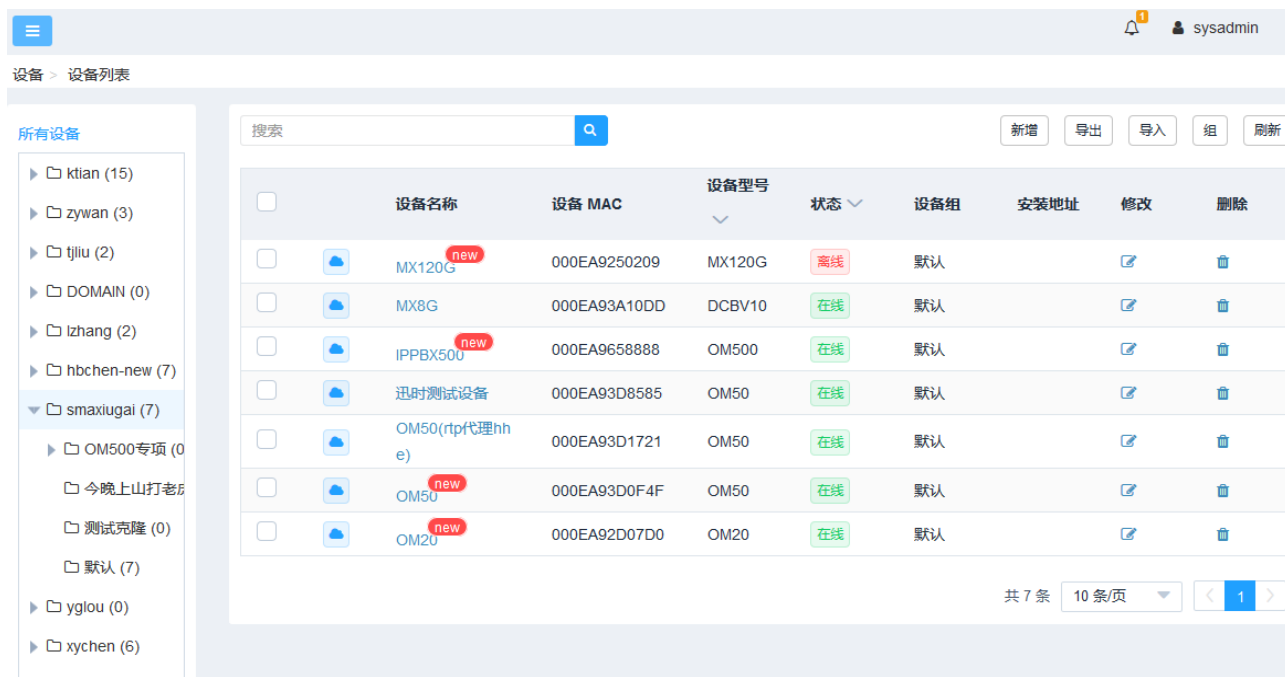 1
sysadmin
设备 > 设备列表
所有设备
ktian (15)
zywan (3)
tjliu (2)
DOMAIN (0)
lzhang (2)
hbchen-new (7)
smaxiugai (7)
OM500专项 (0
今晚上山打老
测试克隆 (0)
默认 (7)
yglou (0)
xychen (6)
搜索
新增 导出 导入 组 刷新
设备名称 设备 MAC 设备型号 状态 设备组 安装地址 修改 删除
MX120G new 000EA9250209 MX120G 离线 默认
MX8G 000EA93A10DD DCBV10 在线 默认
IPPBX500 new 000EA9658888 OM500 在线 默认
迅时测试设备 000EA93D8585 OM50 在线 默认
OM50(rtp代理hh
e) 000EA93D1721 OM50 在线 默认
OM50 new 000EA93D0F4F OM50 在线 默认
OM20 new 000EA92D07D0 OM20 在线 默认
共 7 条 10 条/页 1